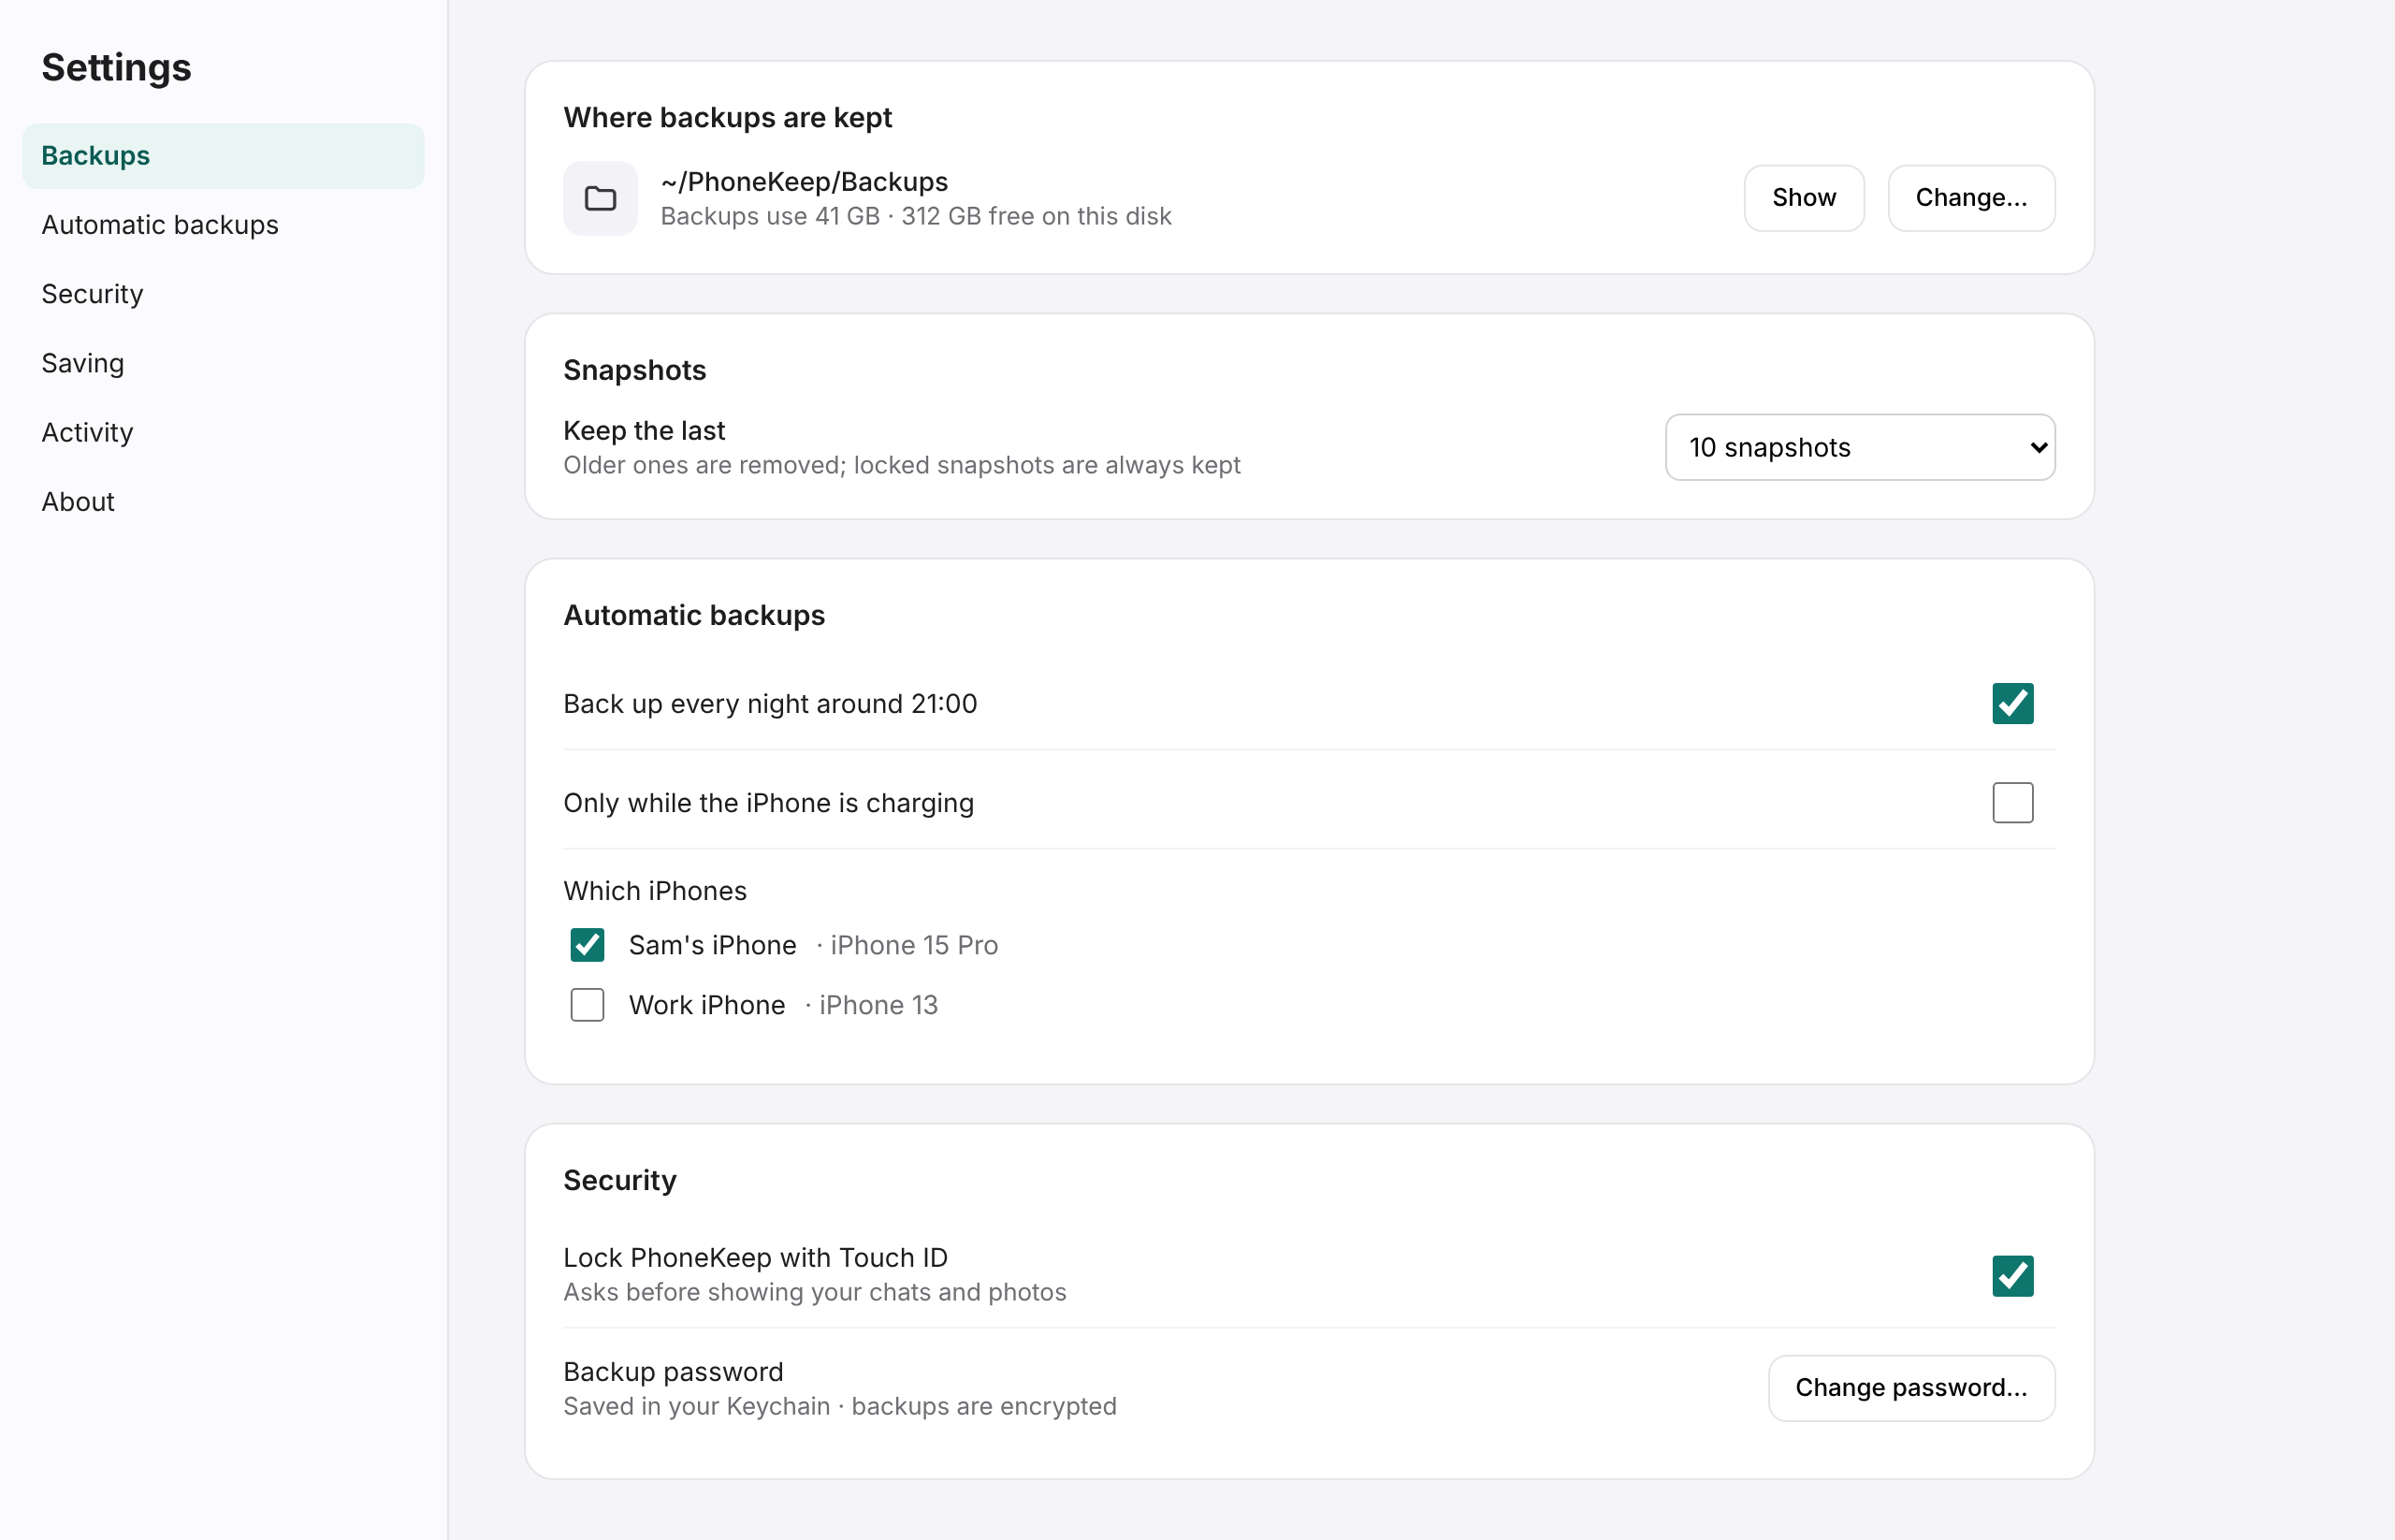 Settings
Backups
Automatic backups
Security
Saving
Activity
About
Where backups are kept
~/PhoneKeep/Backups
Backups use 41 GB · 312 GB free on this disk
Show
Change...
Snapshots
Keep the last
Older ones are removed; locked snapshots are always kept
10 snapshots
Automatic backups
Back up every night around 21:00
Only while the iPhone is charging
Which iPhones
Sam's iPhone · iPhone 15 Pro
Work iPhone · iPhone 13
Security
Lock PhoneKeep with Touch ID
Asks before showing your chats and photos
Backup password
Saved in your Keychain · backups are encrypted
Change password...